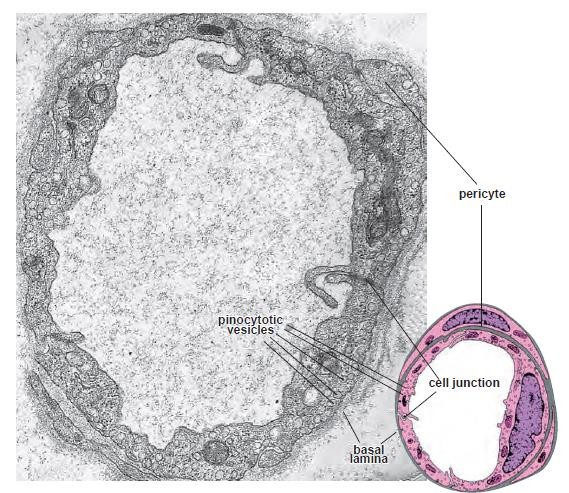 pericyte
pinocytotic
vesicles
cell junction
basal
lamina